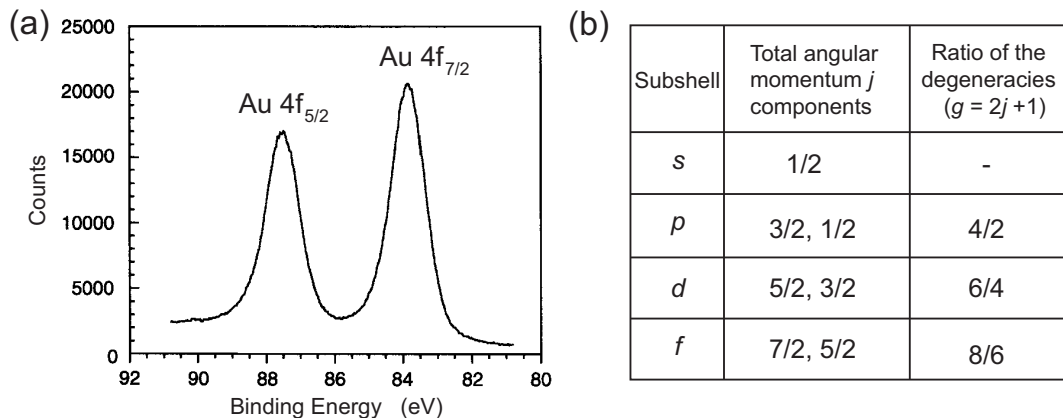 (a)
25000
20000
15000
10000
5000
0
Counts
Au 4f5/2
Au 4f7/2
92 90 88 86 84 82 80
Binding Energy (eV)
(b)
Subshell
Total angular
momentum j
components
Ratio of the
degeneracies
(g = 2j +1)
s 1/2 -
p 3/2, 1/2 4/2
d 5/2, 3/2 6/4
f 7/2, 5/2 8/6